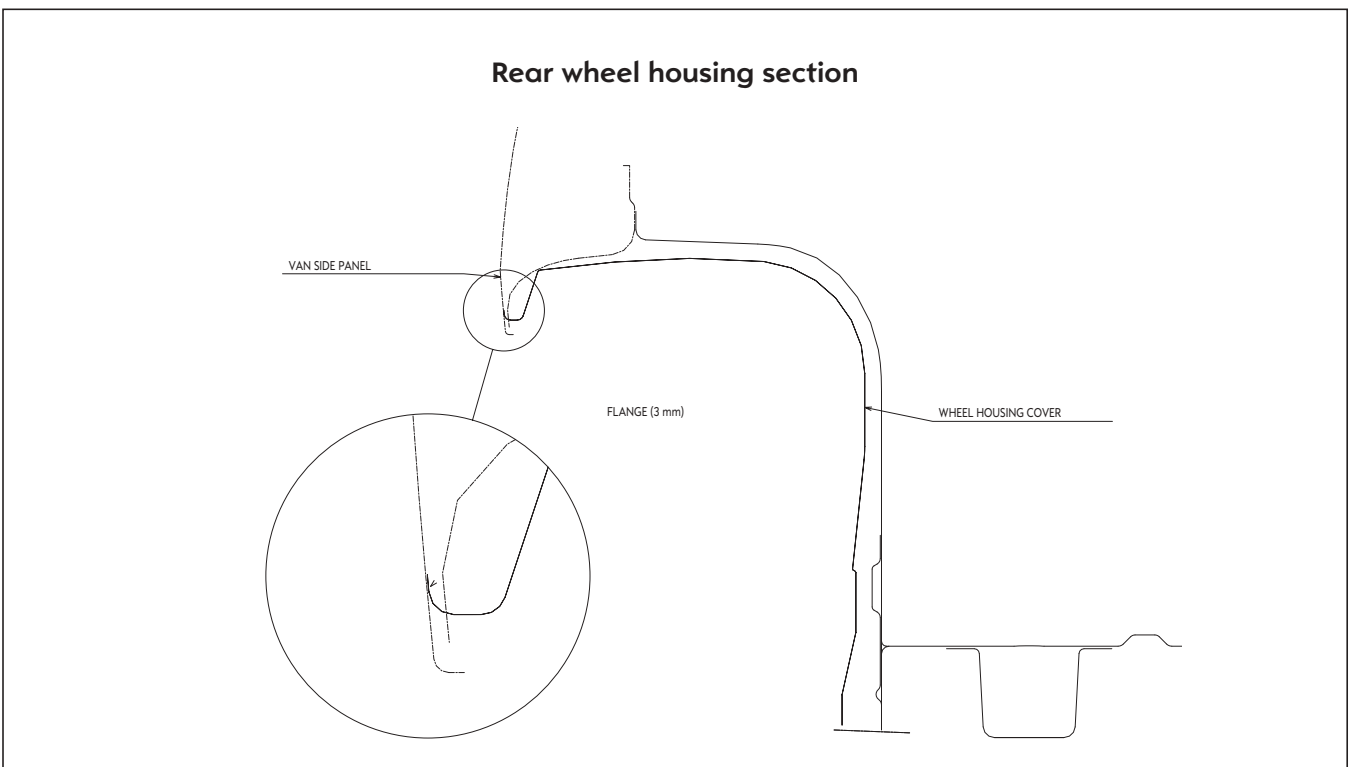 Rear wheel housing section
VAN SIDE PANEL
FLANGE (3 mm)
WHEEL HOUSING COVER